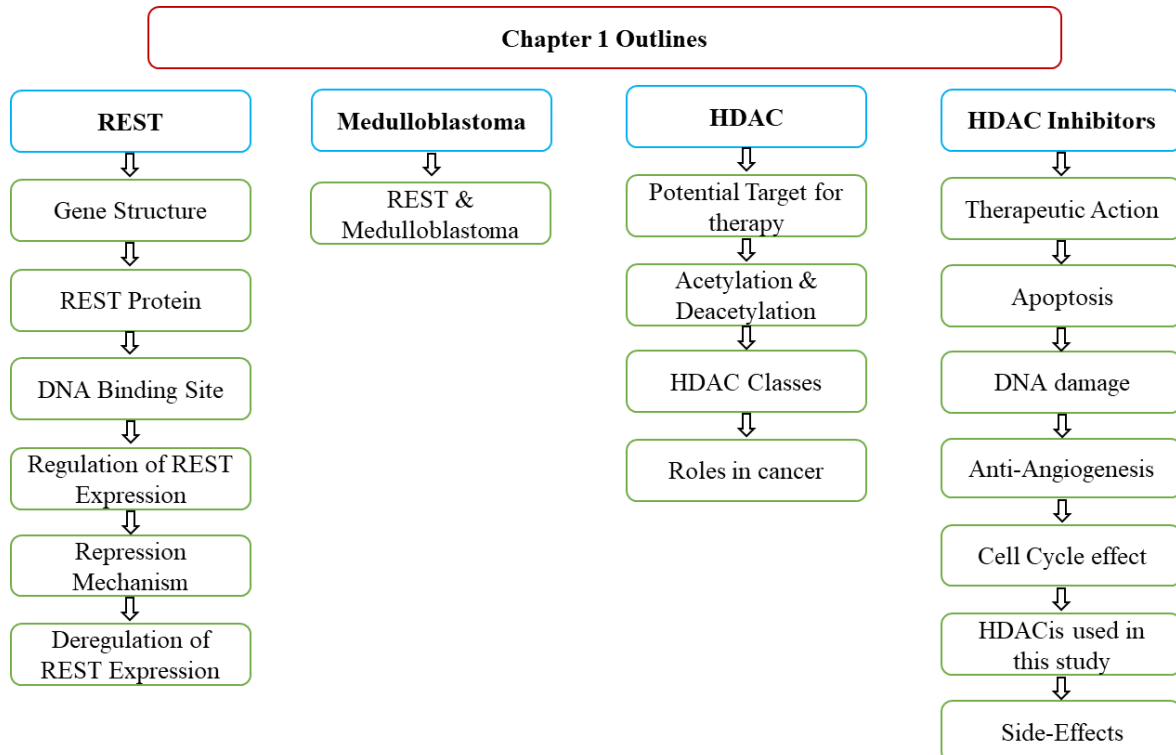 Chapter 1 Outlines
REST
Gene Structure
REST Protein
DNA Binding Site
Regulation of REST
Expression
Repression
Mechanism
Deregulation of
REST Expression
Medulloblastoma
REST &
Medulloblastoma
HDAC
Potential Target for
therapy
Acetylation &
Deacetylation
HDAC Classes
Roles in cancer
HDAC Inhibitors
Therapeutic Action
Apoptosis
DNA damage
Anti-Angiogenesis
Cell Cycle effect
HDACis used in
this study
Side-Effects